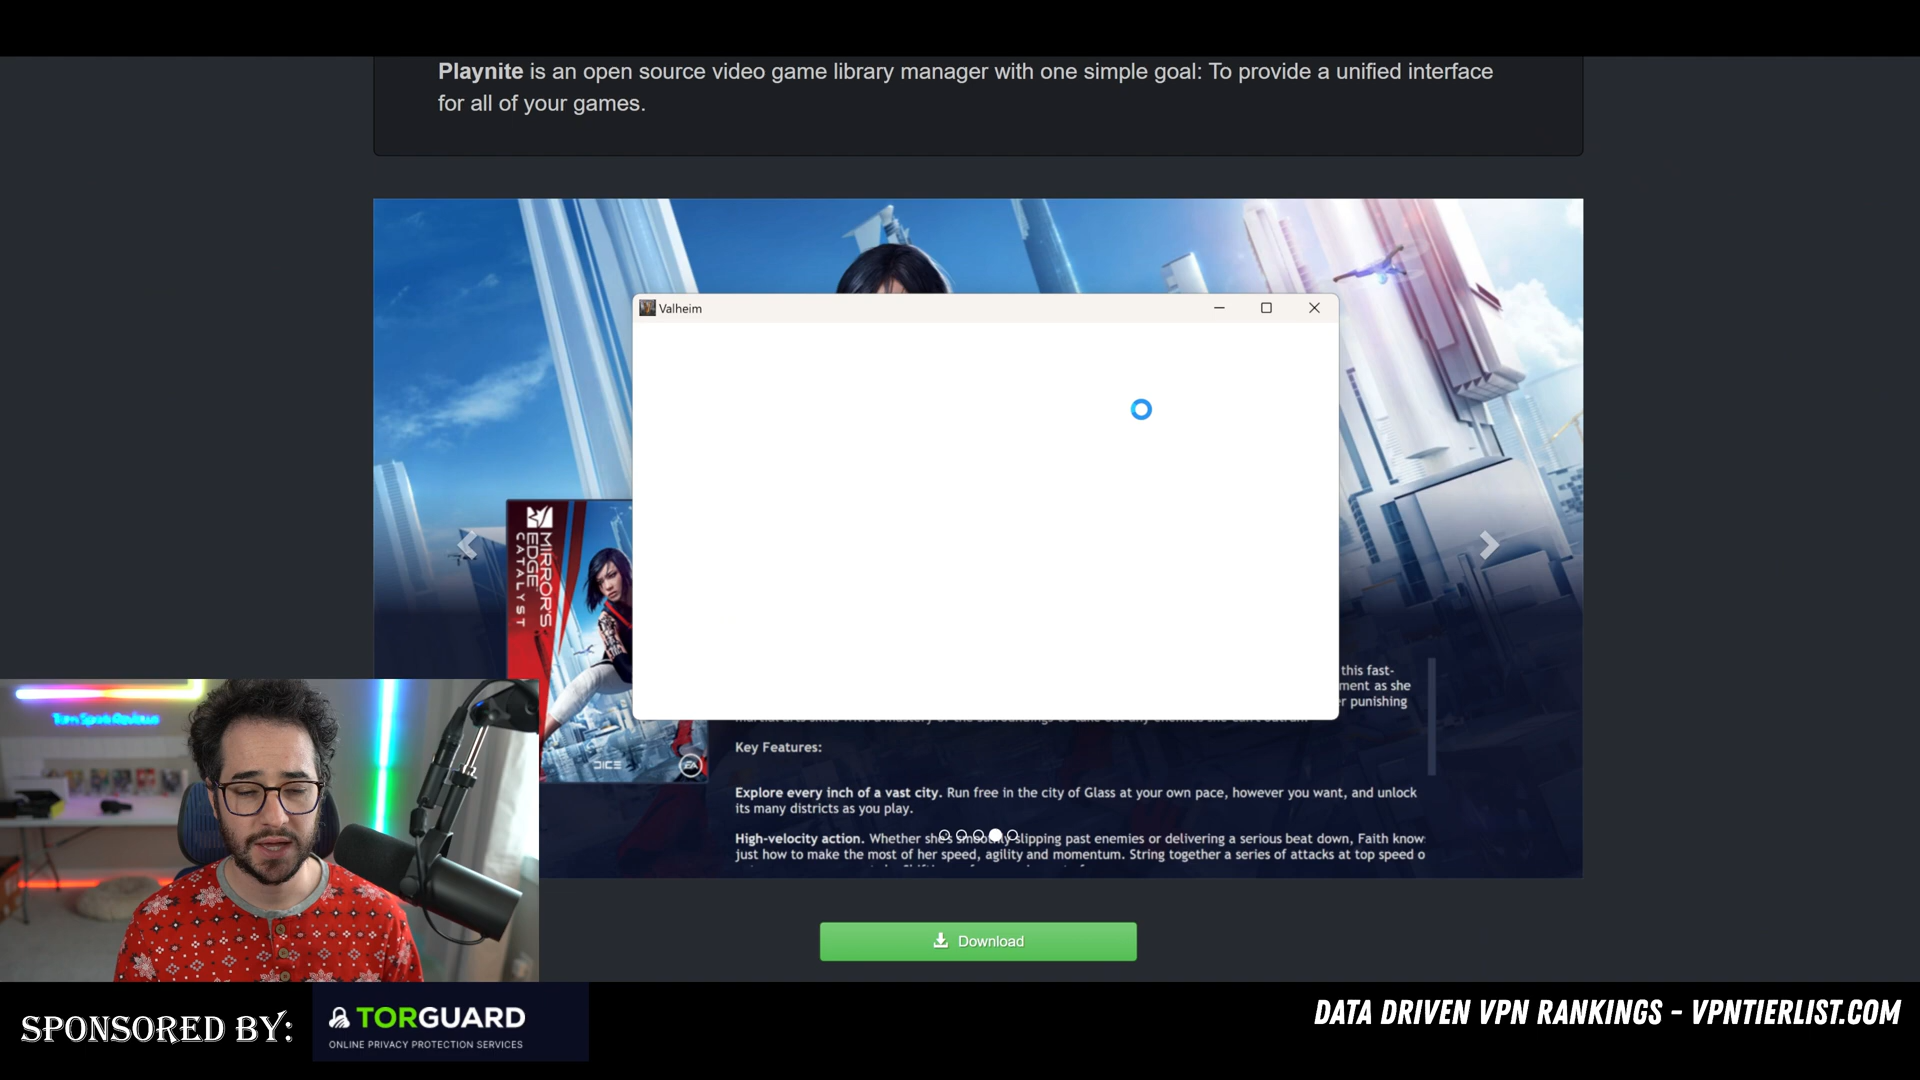 Playnite is an open source video game library manager with one simple goal: To provide a unified interface
for all of your games.
Valheim
MIRROR'S
EDGE
CATALYST
this fast-
ment as she
r punishing
DICE
EA
Key Features:
Explore every inch of a vast city. Run free in the city of Glass at your own pace, however you want, and unlock
its many districts as you play.
High-velocity action. Whether she's smoothly slipping past enemies or delivering a serious beat down, Faith know
just how to make the most of her speed, agility and momentum. String together a series of attacks at top speed o
Tom Spark Reviews
Download
SPONSORED BY:
TORGUARD
ONLINE PRIVACY PROTECTION SERVICES
DATA DRIVEN VPN RANKINGS - VPNTIERLIST.COM